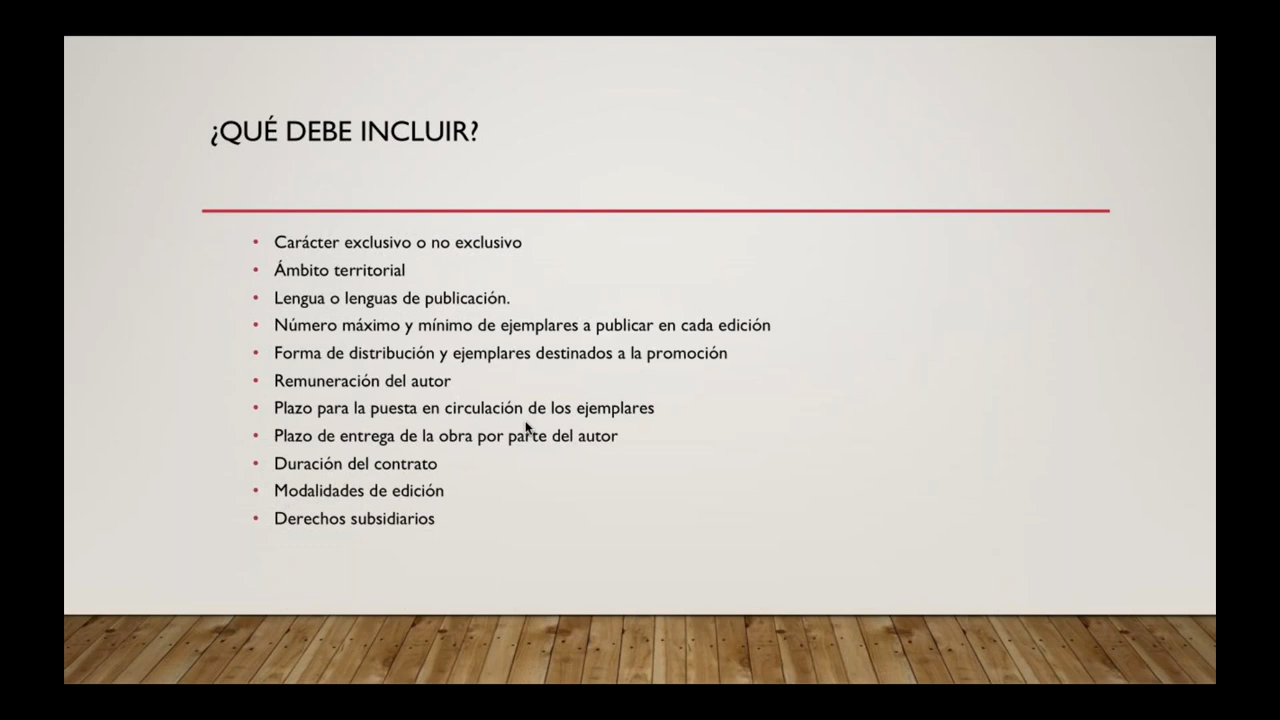 ¿QUÉ DEBE INCLUIR?
• Carácter exclusivo o no exclusivo
• Ámbito territorial
• Lengua o lenguas de publicación.
• Número máximo y mínimo de ejemplares a publicar en cada edición
• Forma de distribución y ejemplares destinados a la promoción
• Remuneración del autor
• Plazo para la puesta en circulación de los ejemplares
• Plazo de entrega de la obra por parte del autor
• Duración del contrato
• Modalidades de edición
• Derechos subsidiarios